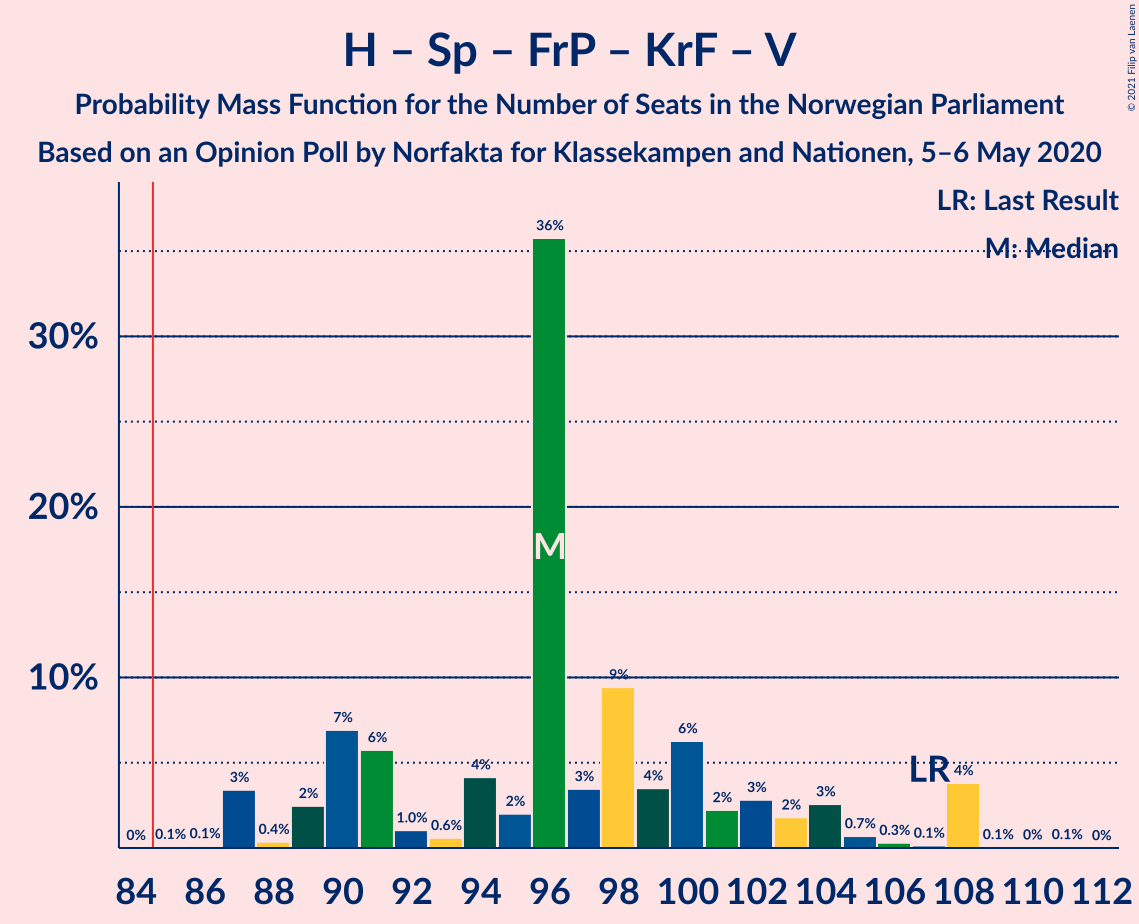 H – Sp – FrP – KrF – V
Probability Mass Function for the Number of Seats in the Norwegian Parliament
Based on an Opinion Poll by Norfakta for Klassekampen and Nationen, 5–6 May 2020
© 2021 Filip van Laenen
LR: Last Result
M: Median
30%
20%
10%
0% 0.1% 0.1% 3% 0.4% 2% 7% 6% 1.0% 0.6% 4% 2% 36% 3% 9% 4% 6% 2% 3% 2% 3% 0.7% 0.3% 0.1% 4% 0.1% 0% 0.1% 0%
M
LR
84 86 88 90 92 94 96 98 100 102 104 106 108 110 112